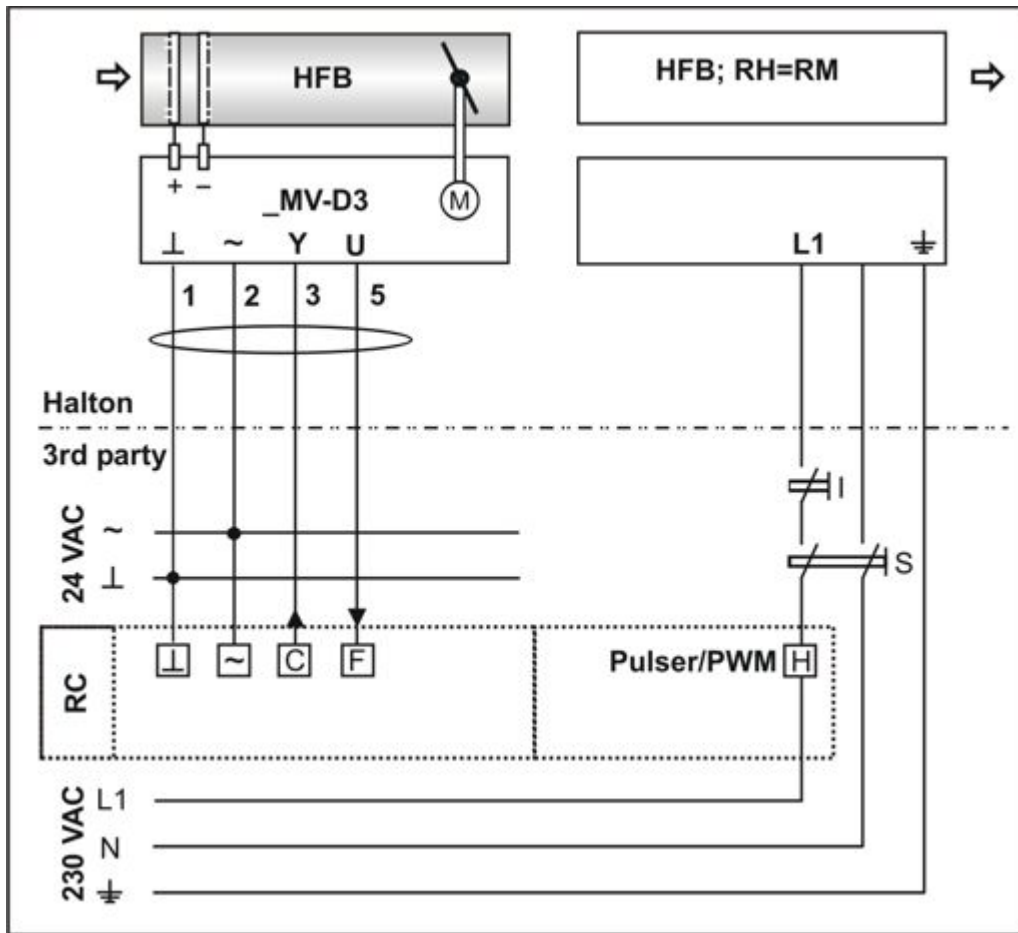 HFB
HFB; RH=RM
+ –
M
_MV-D3
⊥ ~ Y U
L1 ⏚
1 2 3 5
Halton
3rd party
I
24 VAC
~
⊥
S
RC
⊥ ~ C F
Pulser/PWM H
230 VAC
L1
N
⏚